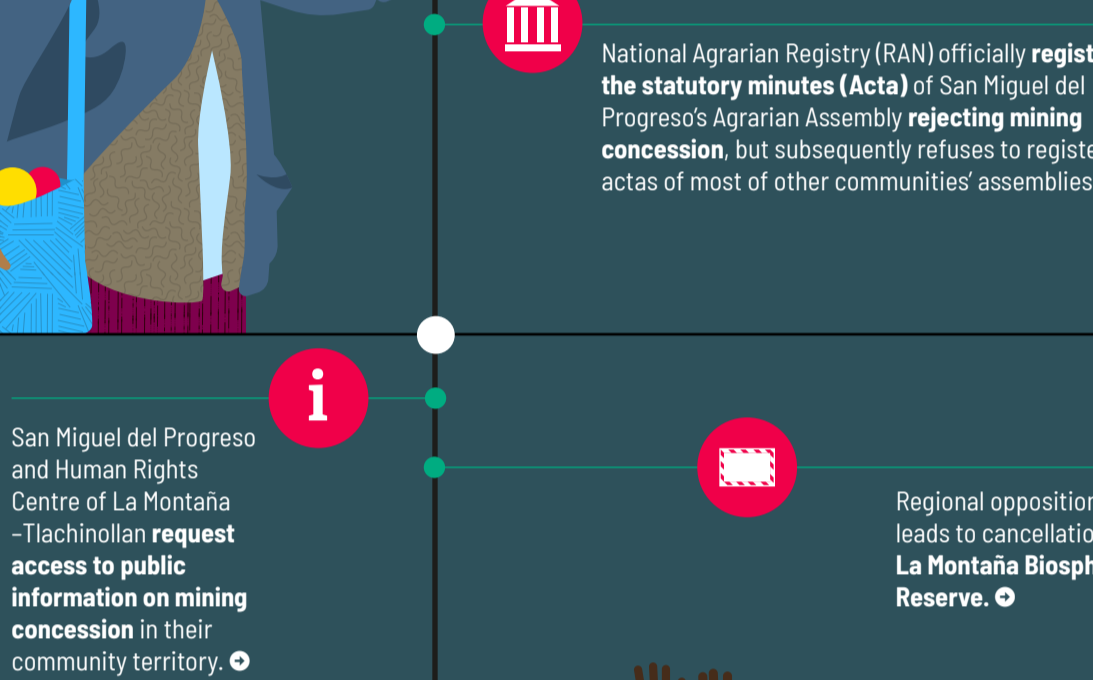 National Agrarian Registry (RAN) officially
the statutory minutes (Acta) of San Miguel del
Progreso's Agrarian Assembly rejecting mining
concession, but subsequently refuses to
actas of most of other communities' assemblies
i
San Miguel del Progreso
and Human Rights
Centre of La Montaña
–Tlachinollan request
access to public
information on mining
concession in their
community territory.
Regional
leads to
La Montaña
Reserve.